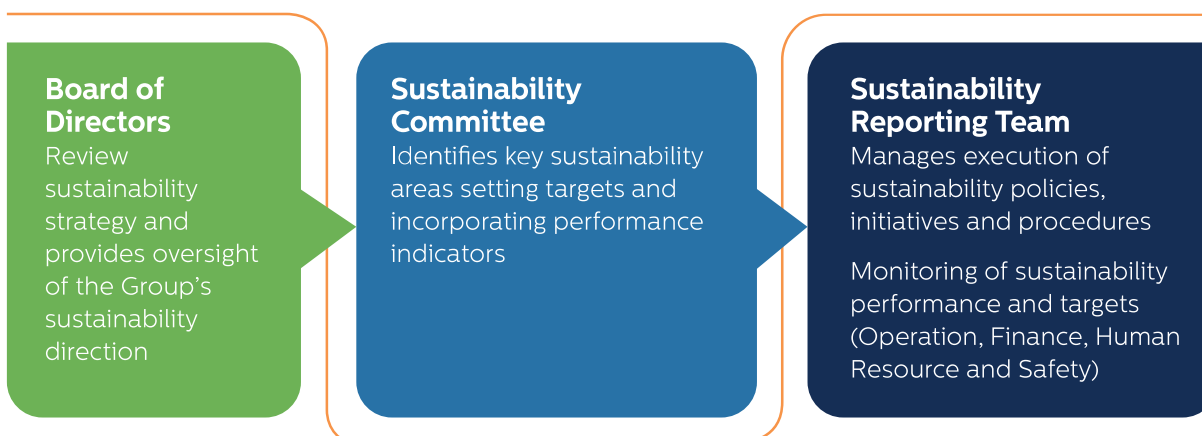 Board of
Directors
Review
sustainability
strategy and
provides oversight
of the Group's
sustainability
direction
Sustainability
Committee
Identifies key sustainability
areas setting targets and
incorporating performance
indicators
Sustainability
Reporting Team
Manages execution of
sustainability policies,
initiatives and procedures
Monitoring of sustainability
performance and targets
(Operation, Finance, Human
Resource and Safety)